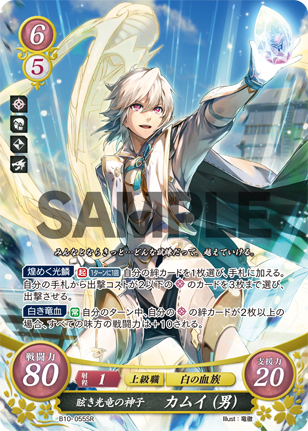 6
5
SAMPLE
みんなとならきっと…どんな試練だって、越えていける。
煌めく光鱗 起 1ターンに1回 自分の絆カードを1枚選び、手札に加える。
自分の手札から出撃コストが2以下の のカードを3枚まで選び、
出撃させる。
白き竜血 常 自分のターン中、自分の の絆カードが2枚以上の
場合、すべての味方の戦闘力は+10される。
戦闘力
80
射程 1
上級職
白の血族
支援力
20
眩き光竜の神子 カムイ(男)
B10-055SR
Illust:竜徹